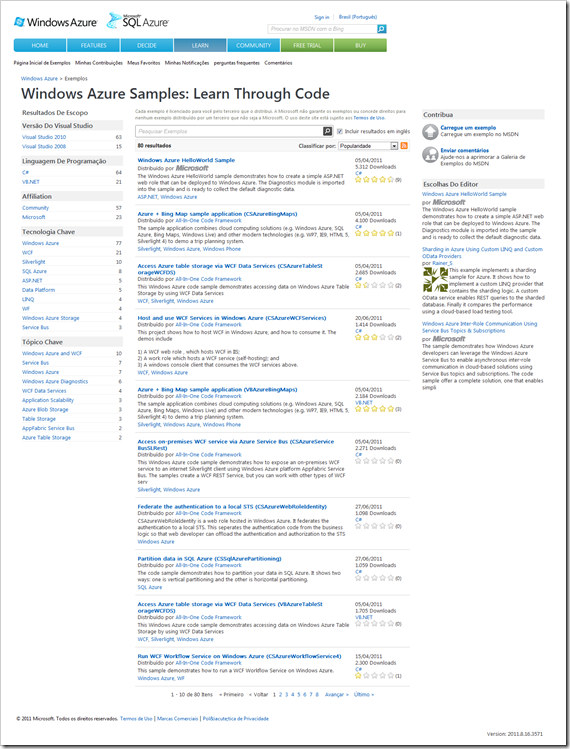 Windows Azure
Microsoft
SQL Azure
Sign in
Brasil (Português)
Procurar no MSDN com o Bing
HOME
FEATURES
DECIDE
LEARN
COMMUNITY
FREE TRIAL
BUY
Página Inicial de Exemplos
Minhas Contribuições
Meus Favoritos
Minhas Notificações
perguntas frequentes
Comentários
Windows Azure > Exemplos
Windows Azure Samples: Learn Through Code
Resultados De Escopo
Versão Do Visual Studio
Visual Studio 2010 63
Visual Studio 2008 15
Linguagem De Programação
C# 64
VB.NET 21
Affiliation
Community 57
Microsoft 23
Tecnologia Chave
Windows Azure 77
WCF 21
Silverlight 10
SQL Azure 8
ASP.NET 5
Data Platform 5
LINQ 4
WF 4
Windows Azure Storage 4
Service Bus 3
Tópico Chave
Windows Azure and WCF 10
Service Bus 7
Windows Azure 7
Windows Azure Diagnostics 6
WCF Data Services 4
Application Scalability 3
Azure Blob Storage 3
Table Storage 3
AppFabric Service Bus 2
Azure Table Storage 2
Cada exemplo é licenciado para você pelo terceiro que o distribui. A Microsoft não garante os exemplos ou concede direitos para
nenhum exemplo distribuído por um terceiro que não seja a Microsoft. O uso deste site está sujeito aos Termos de Uso.
Pesquisar Exemplos
Incluir resultados em inglês
80 resultados
Classificar por: Popularidade
Windows Azure HelloWorld Sample
Distribuído por Microsoft
The Windows Azure HelloWorld sample demonstrates how to create a simple ASP.NET
web role that can be deployed to Windows Azure. The Diagnostics module is imported
into the sample and is ready to collect the default diagnostic data.
ASP.NET, Windows Azure
05/04/2011
5.312 Downloads
C#
(9)
Azure + Bing Map sample application (CSAzureBingMaps)
Distribuído por All-In-One Code Framework
The sample application combines cloud computing solutions (e.g. Windows Azure, SQL
Azure, Bing Maps, Windows Live) and other modern technologies (e.g. WP7, IE9, HTML 5,
Silverlight 4) to demo a trip planning system.
Silverlight, Windows Azure, Windows Phone
05/04/2011
4.100 Downloads
C#
(1)
Access Azure table storage via WCF Data Services (CSAzureTableSt
orageWCFDS)
Distribuído por All-In-One Code Framework
This Windows Azure code sample demonstrates accessing data on Windows Azure Table
Storage by using WCF Data Services
WCF, Silverlight, Windows Azure
05/04/2011
2.665 Downloads
C#
(2)
Host and use WCF Services in Windows Azure (CSAzureWCFServices)
Distribuído por All-In-One Code Framework
This project shows how to host WCF in Windows Azure, and how to consume it. The
demos include
1) A WCF web role , which hosts WCF in IIS;
2) A work role which hosts a WCF service (self-hosting); and
3) A windows console client that consumes the WCF services above.
WCF, Windows Azure
20/06/2011
1.414 Downloads
C#
(2)
Azure + Bing Map sample application (VBAzureBingMaps)
Distribuído por All-In-One Code Framework
The sample application combines cloud computing solutions (e.g. Windows Azure, SQL
Azure, Bing Maps, Windows Live) and other modern technologies (e.g. WP7, IE9, HTML 5,
Silverlight 4) to demo a trip planning system.
Silverlight, Windows Azure, Windows Phone
05/04/2011
2.184 Downloads
VB.NET
(3)
Access on-premises WCF service via Azure Service Bus (CSAzureService
BusSLRest)
Distribuído por All-In-One Code Framework
This Windows Azure code sample demonstrates how to expose an on-premises WCF
service to an internet Silverlight client using Windows Azure platform AppFabric Service
Bus. The samples create a WCF REST Service, but you can work with other types of WCF
serv
Silverlight, Windows Azure
05/04/2011
2.271 Downloads
C#
(0)
Federate the authentication to a local STS (CSAzureWebRoleIdentity)
Distribuído por All-In-One Code Framework
CSAzureWebRoleIdentity is a web role hosted in Windows Azure. It federates the
authentication to a local STS. This seperates the authentication code from the business
logic so that web developer can offload the authentication and authorization to the STS
Windows Azure
27/06/2011
1.098 Downloads
C#
(0)
Partition data in SQL Azure (CSSqlAzurePartitioning)
Distribuído por All-In-One Code Framework
The code sample demonstrates how to partition your data in SQL Azure. It shows two
ways: one is vertical partitioning and the other is horizontal partitioning.
SQL Azure
27/06/2011
1.059 Downloads
C#
(0)
Access Azure table storage via WCF Data Services (VBAzureTableSt
orageWCFDS)
Distribuído por All-In-One Code Framework
This Windows Azure code sample demonstrates accessing data on Windows Azure Table
Storage by using WCF Data Services
WCF, Silverlight, Windows Azure
05/04/2011
1.705 Downloads
VB.NET
(0)
Run WCF Workflow Service on Windows Azure (CSAzureWorkflowService4)
Distribuído por All-In-One Code Framework
This sample demonstrates how to run a WCF Workflow Service on Windows Azure.
Windows Azure, WF
15/04/2011
2.300 Downloads
C#
(1)
1 - 10 de 80 Itens « Primeiro < Voltar 1 2 3 4 5 6 7 8 Avançar > Último »
Contribua
Carregue um exemplo
Carregue um exemplo no MSDN
Enviar comentários
Ajude-nos a aprimorar a Galeria de
Exemplos do MSDN
Escolhas Do Editor
Windows Azure HelloWorld Sample
por Microsoft
The Windows Azure HelloWorld sample
demonstrates how to create a simple ASP.NET
web role that can be deployed to Windows
Azure. The Diagnostics module is imported
into the sample and is ready to collect the
default diagnostic data.
Sharding in Azure Using Custom LINQ and Custom
OData Providers
por Rainer_S
This example implements a sharding
sample for Azure. It shows how to
implement a custom LINQ provider that
contains the sharding logic. A custom
OData service enables REST queries to the sharded
database. Finally it compares the performance
using a cloud-based load testing tool.
Windows Azure Inter-Role Communication Using
Service Bus Topics & Subscriptions
por Microsoft
The sample demonstrates how Windows Azure
developers can leverage the Windows Azure
Service Bus to enable asynchronous inter-role
communication in cloud-based solutions using
Service Bus topics and subscriptions. The code
sample offer a complete solution, one that enables
simpli
© 2011 Microsoft. Todos os direitos reservados. Termos de Uso | Marcas Comerciais | Política de Privacidade
Version: 2011.8.16.3571